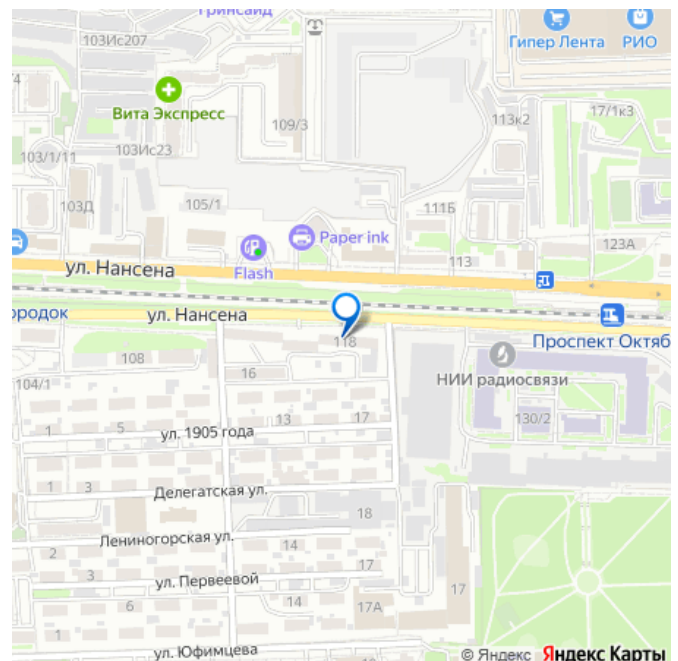 Гринсайд
103Ис207
Гипер Лента
РИО
Вита Экспресс
109/3
113к2
17/1к3
103Ис23
103/1/11
103Д
105/1
111Б
Paper ink
123А
Flash
113
ул. Нансена
ородок
ул. Нансена
118
Проспект Октяб
108
16
НИИ радиосвязи
104/1
130/2
1
5
13
17
ул. 1905 года
1
3
Делегатская ул.
18
Лениногорская ул.
2
14
3
ул. Первеевой
17
17
6
14
17А
1
ул. Юфимцева
© Яндекс Яндекс Карты